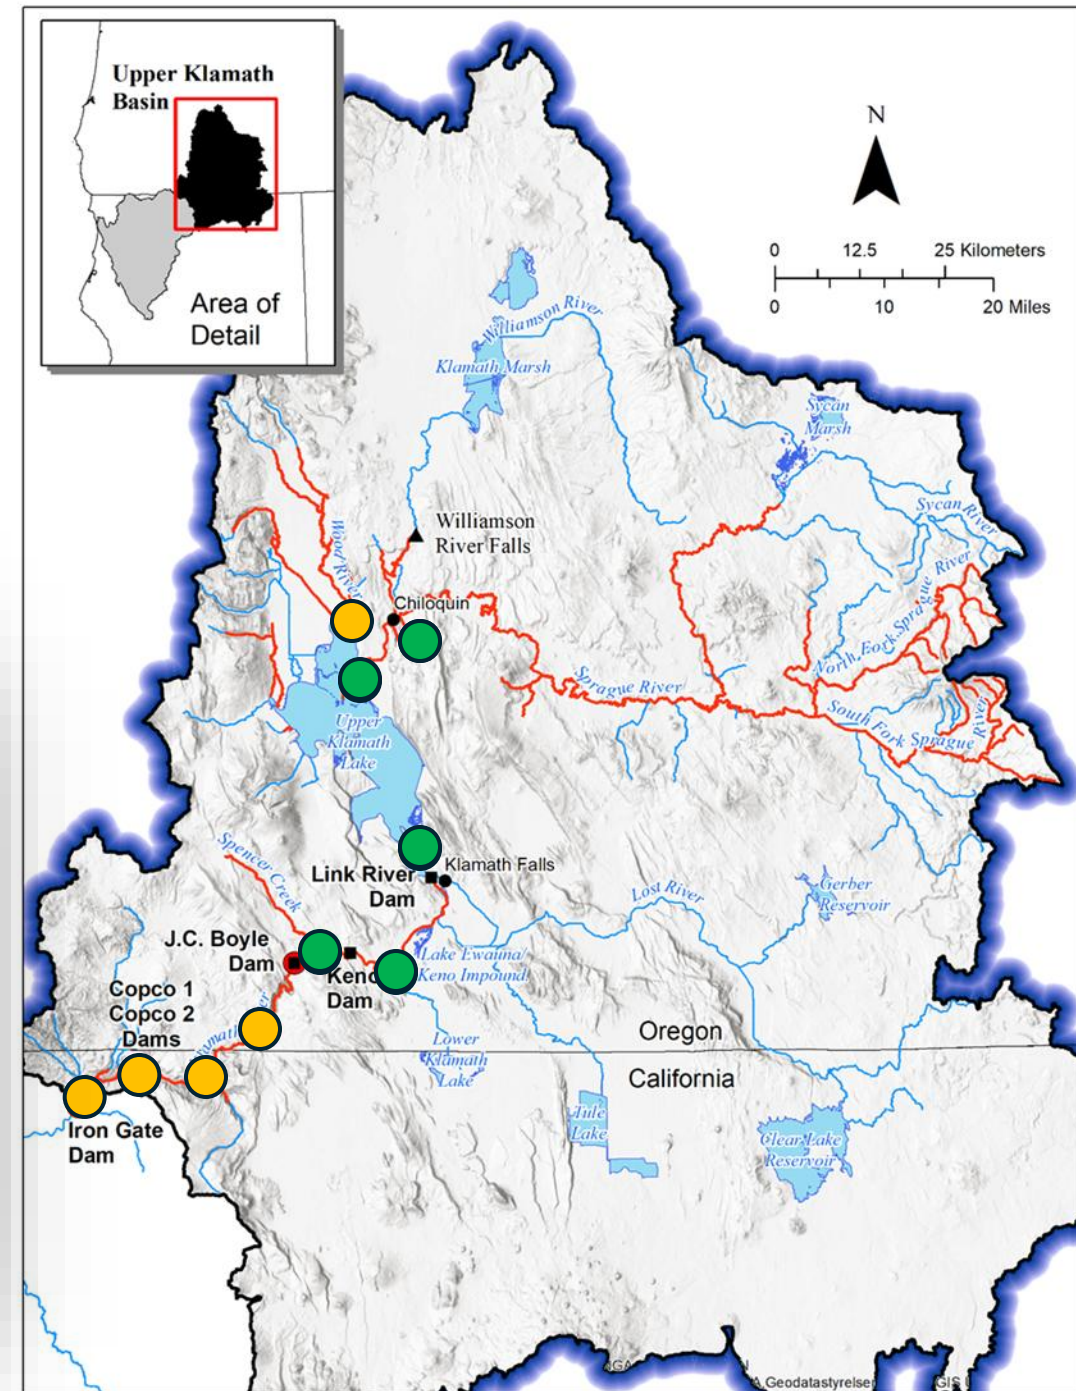 Upper Klamath
Basin
Area of
Detail
N
0 12.5 25 Kilometers
0 10 20 Miles
Williamson River
Klamath Marsh
Sycan
Marsh
Sycan River
Williamson
River Falls
Wood River
Chiloquin
North Fork Sprague River
Sprague River
South Fork Sprague River
Upper
Klamath
Lake
Spencer Creek
Link River
Dam
Klamath Falls
Lost River
Gerber
Reservoir
J.C. Boyle
Dam
Keno
Dam
Lake Ewauna/
Keno Impound
Copco 1
Copco 2
Dams
Oregon
California
Lower
Klamath
Lake
Iron Gate
Dam
Tule
Lake
Clear Lake
Reservoir
A,Geodatastyrelsen
GIS